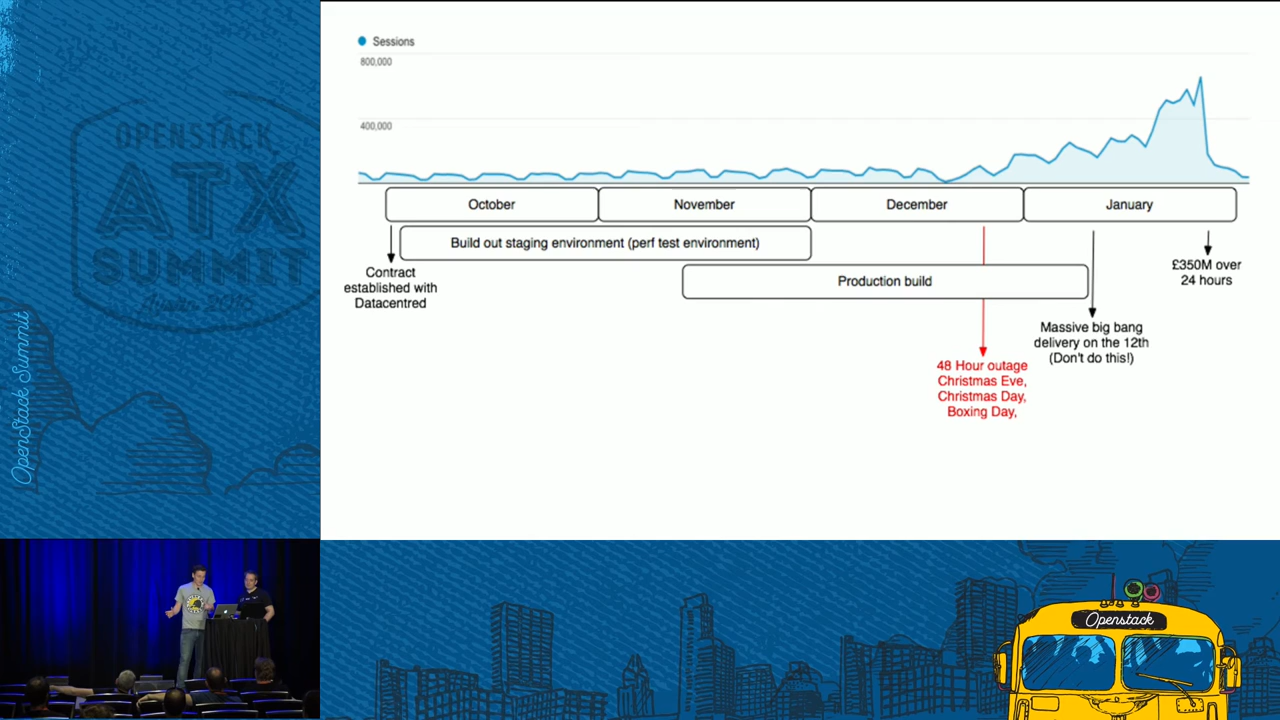 Sessions
800,000
400,000
October
November
December
January
Build out staging environment (perf test environment)
Contract
established with
Datacentred
Production build
£350M over
24 hours
Massive big bang
delivery on the 12th
(Don't do this!)
48 Hour outage
Christmas Eve,
Christmas Day,
Boxing Day,
OPENSTACK
ATX
SUMMIT
OpenStack Summit
Openstack